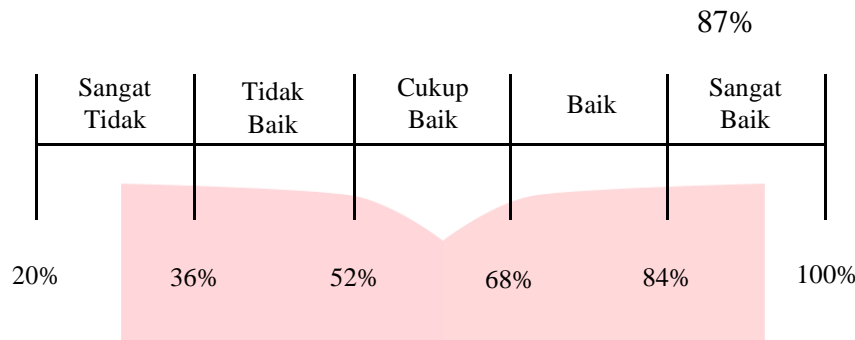 87%
Sangat
Tidak
Tidak
Baik
Cukup
Baik
Baik
Sangat
Baik
20%
36%
52%
68%
84%
100%